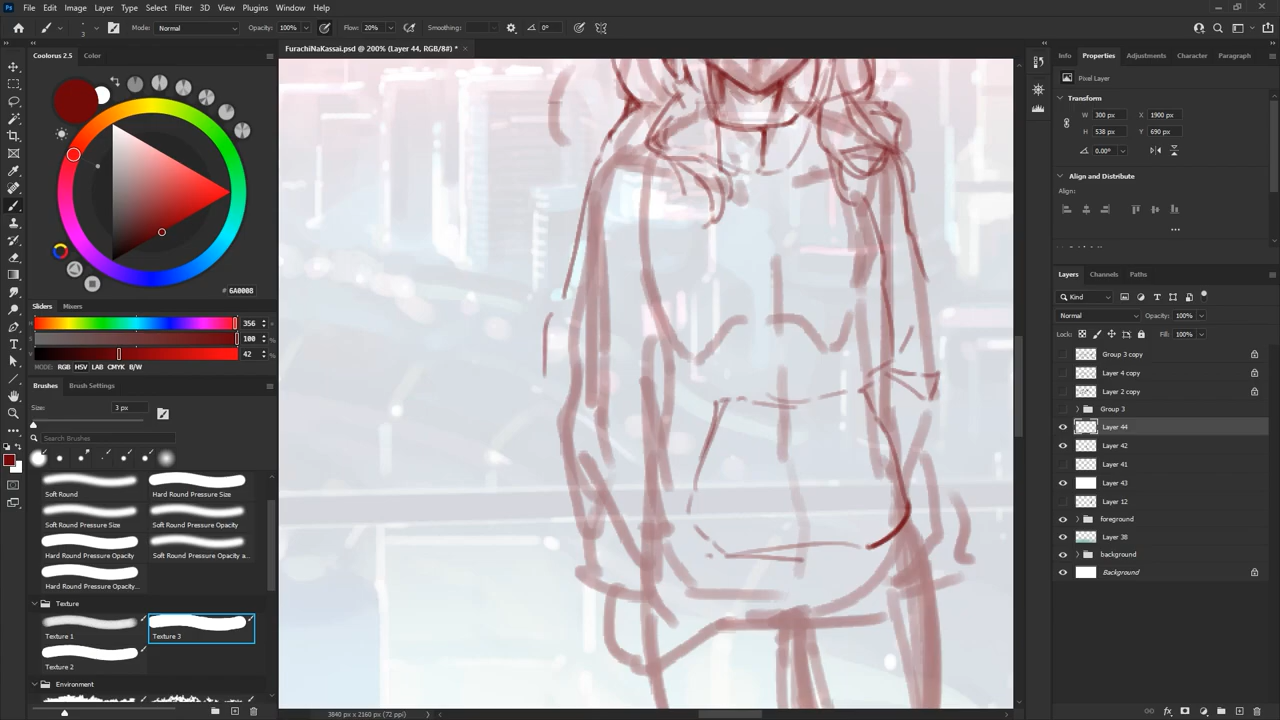 Ps File Edit Image Layer Type Select Filter 3D View Plugins Window Help
3 Mode: Normal Opacity: 100% Flow: 20% Smoothing: 0°
FurachiNaKassai.psd @ 200% (Layer 44, RGB/8#) * ×
Coolorus 2.5 Color
# 6A0008
Sliders Mixers
H 356 °
S 100 %
V 42 %
MODE: RGB HSV LAB CMYK B/W
Brushes Brush Settings
Size: 3 px
Search Brushes
Soft Round Hard Round Pressure Size
Soft Round Pressure Size Soft Round Pressure Opacity
Hard Round Pressure Opacity Soft Round Pressure Opacity a...
Hard Round Pressure Opacity...
Texture
Texture 1 Texture 3
Texture 2
Environment
3840 px x 2160 px (72 ppi)
Info Properties Adjustments Character Paragraph
Pixel Layer
Transform
W 300 px X 1900 px
H 538 px Y 690 px
0.00°
Align and Distribute
Align:
Layers Channels Paths
Kind
Normal Opacity: 100%
Lock: Fill: 100%
Group 3 copy
Layer 4 copy
Layer 2 copy
Group 3
Layer 44
Layer 42
Layer 41
Layer 43
Layer 12
foreground
Layer 38
background
Background
fx